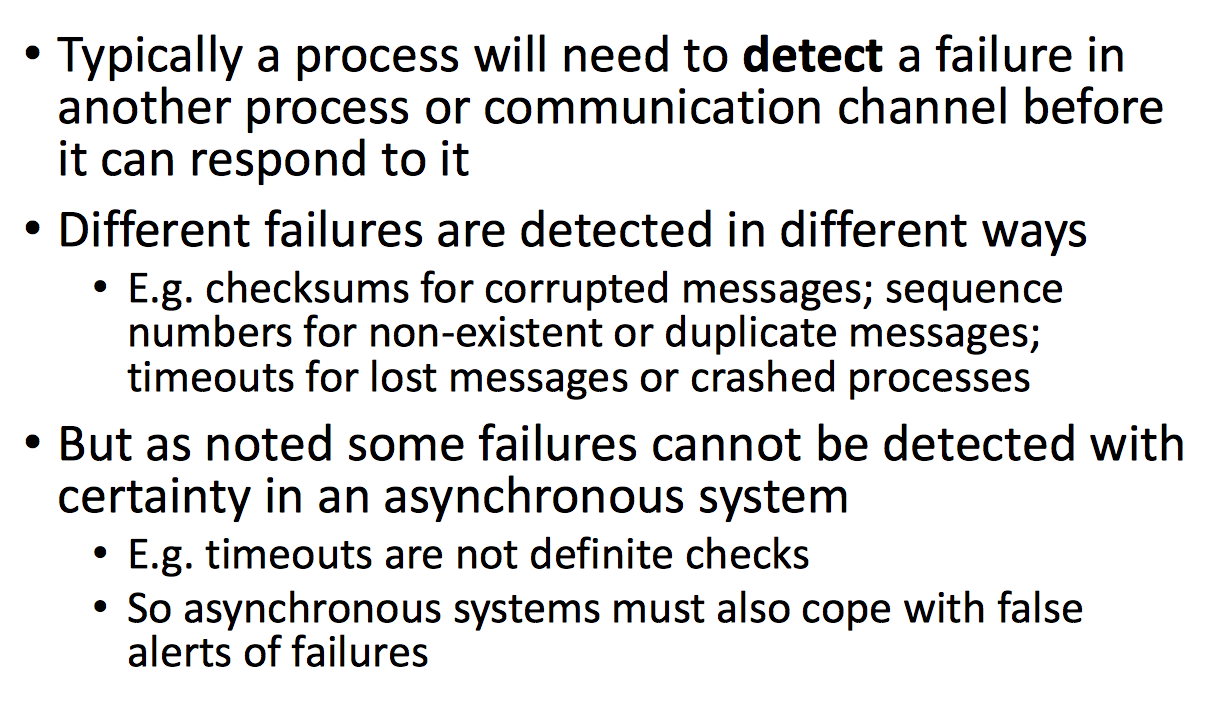 • Typically a process will need to detect a failure in
another process or communication channel before
it can respond to it
• Different failures are detected in different ways
• E.g. checksums for corrupted messages; sequence
numbers for non-existent or duplicate messages;
timeouts for lost messages or crashed processes
• But as noted some failures cannot be detected with
certainty in an asynchronous system
• E.g. timeouts are not definite checks
• So asynchronous systems must also cope with false
alerts of failures